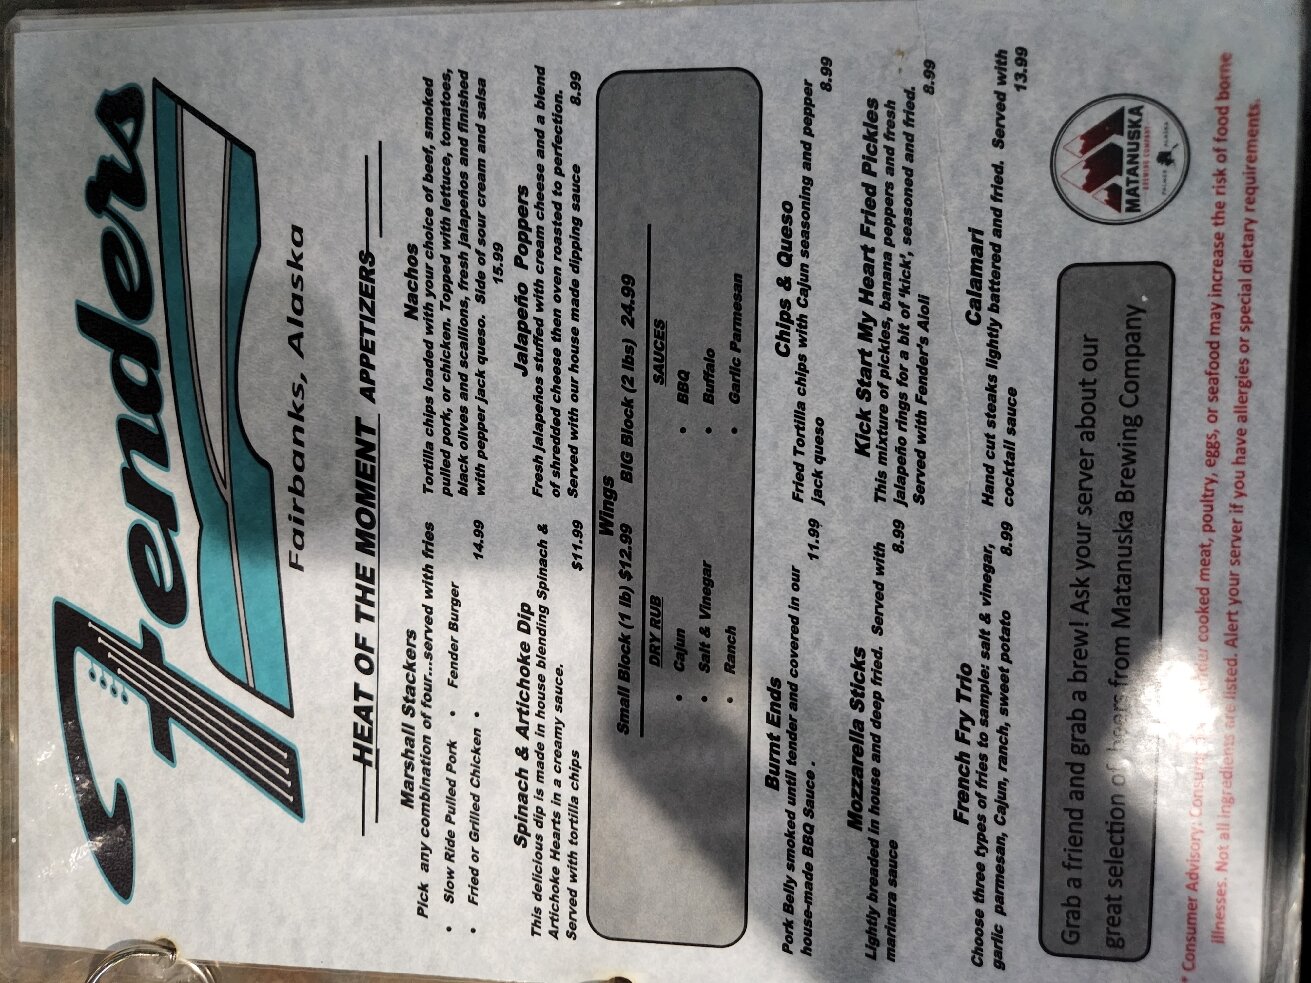 Fenders
Fairbanks, Alaska
HEAT OF THE MOMENT APPETIZERS
Marshall Stackers
Pick any combination of four...served with fries
• Slow Ride Pulled Pork • Fender Burger
• Fried or Grilled Chicken • 14.99
Nachos
Tortilla chips loaded with your choice of beef, smoked
pulled pork, or chicken. Topped with lettuce, tomatoes,
black olives and scallions, fresh jalapeños and finished
with pepper jack queso. Side of sour cream and salsa
15.99
Spinach & Artichoke Dip
This delicious dip is made in house blending Spinach &
Artichoke Hearts in a creamy sauce.
Served with tortilla chips $11.99
Jalapeño Poppers
Fresh Jalapeños stuffed with cream cheese and a blend
of shredded cheese then oven roasted to perfection.
Served with our house made dipping sauce 8.99
Wings
Small Block (1 lb) $12.99 BIG Block (2 lbs) 24.99
DRY RUB
• Cajun
• Salt & Vinegar
• Ranch
SAUCES
• BBQ
• Buffalo
• Garlic Parmesan
Burnt Ends
Pork Belly smoked until tender and covered in our
house-made BBQ Sauce . 11.99
Chips & Queso
Fried Tortilla chips with Cajun seasoning and pepper
jack queso 8.99
Mozzarella Sticks
Lightly breaded in house and deep fried. Served with
marinara sauce 8.99
Kick Start My Heart Fried Pickles
This mixture of pickles, banana peppers and fresh
jalapeño rings for a bit of 'kick', seasoned and fried.
Served with Fender's Aioli 8.99
French Fry Trio
Choose three types of fries to sample: salt & vinegar,
garlic parmesan, Cajun, ranch, sweet potato 8.99
Calamari
Hand cut steaks lightly battered and fried. Served with
cocktail sauce 13.99
Grab a friend and grab a brew! Ask your server about our
great selection of beers from Matanuska Brewing Company.
MATANUSKA
BREWING COMPANY
PALMER ALASKA
* Consumer Advisory: cooked meat, poultry, eggs, or seafood may increase the risk of food borne
illnesses. Not all ingredients are listed. Alert your server if you have allergies or special dietary requirements.